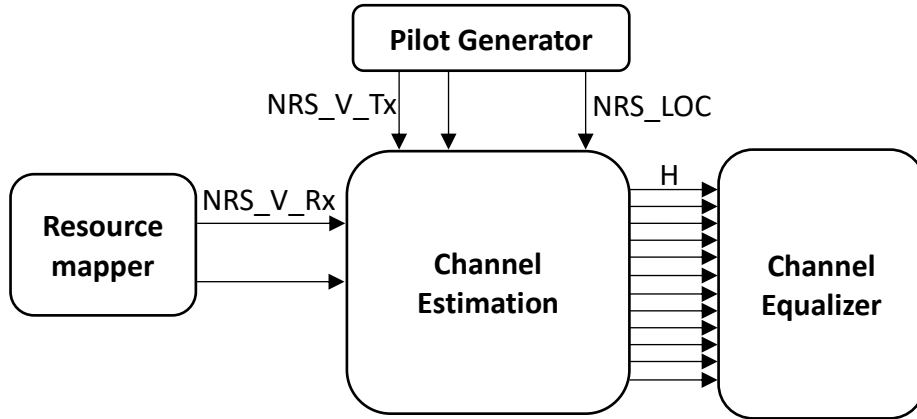 Pilot Generator
NRS_V_Tx
NRS_LOC
NRS_V_Rx
H
Resource
mapper
Channel
Estimation
Channel
Equalizer